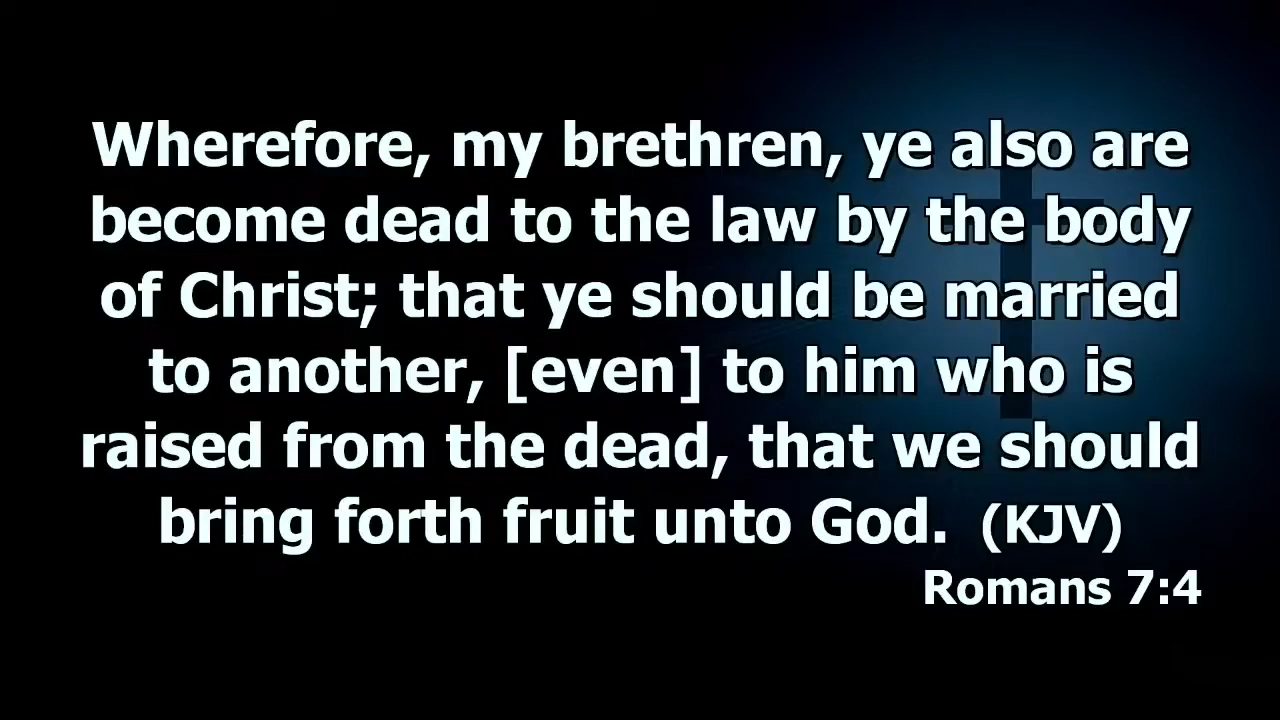 Wherefore, my brethren, ye also are
become dead to the law by the body
of Christ; that ye should be married
to another, [even] to him who is
raised from the dead, that we should
bring forth fruit unto God. (KJV)
Romans 7:4